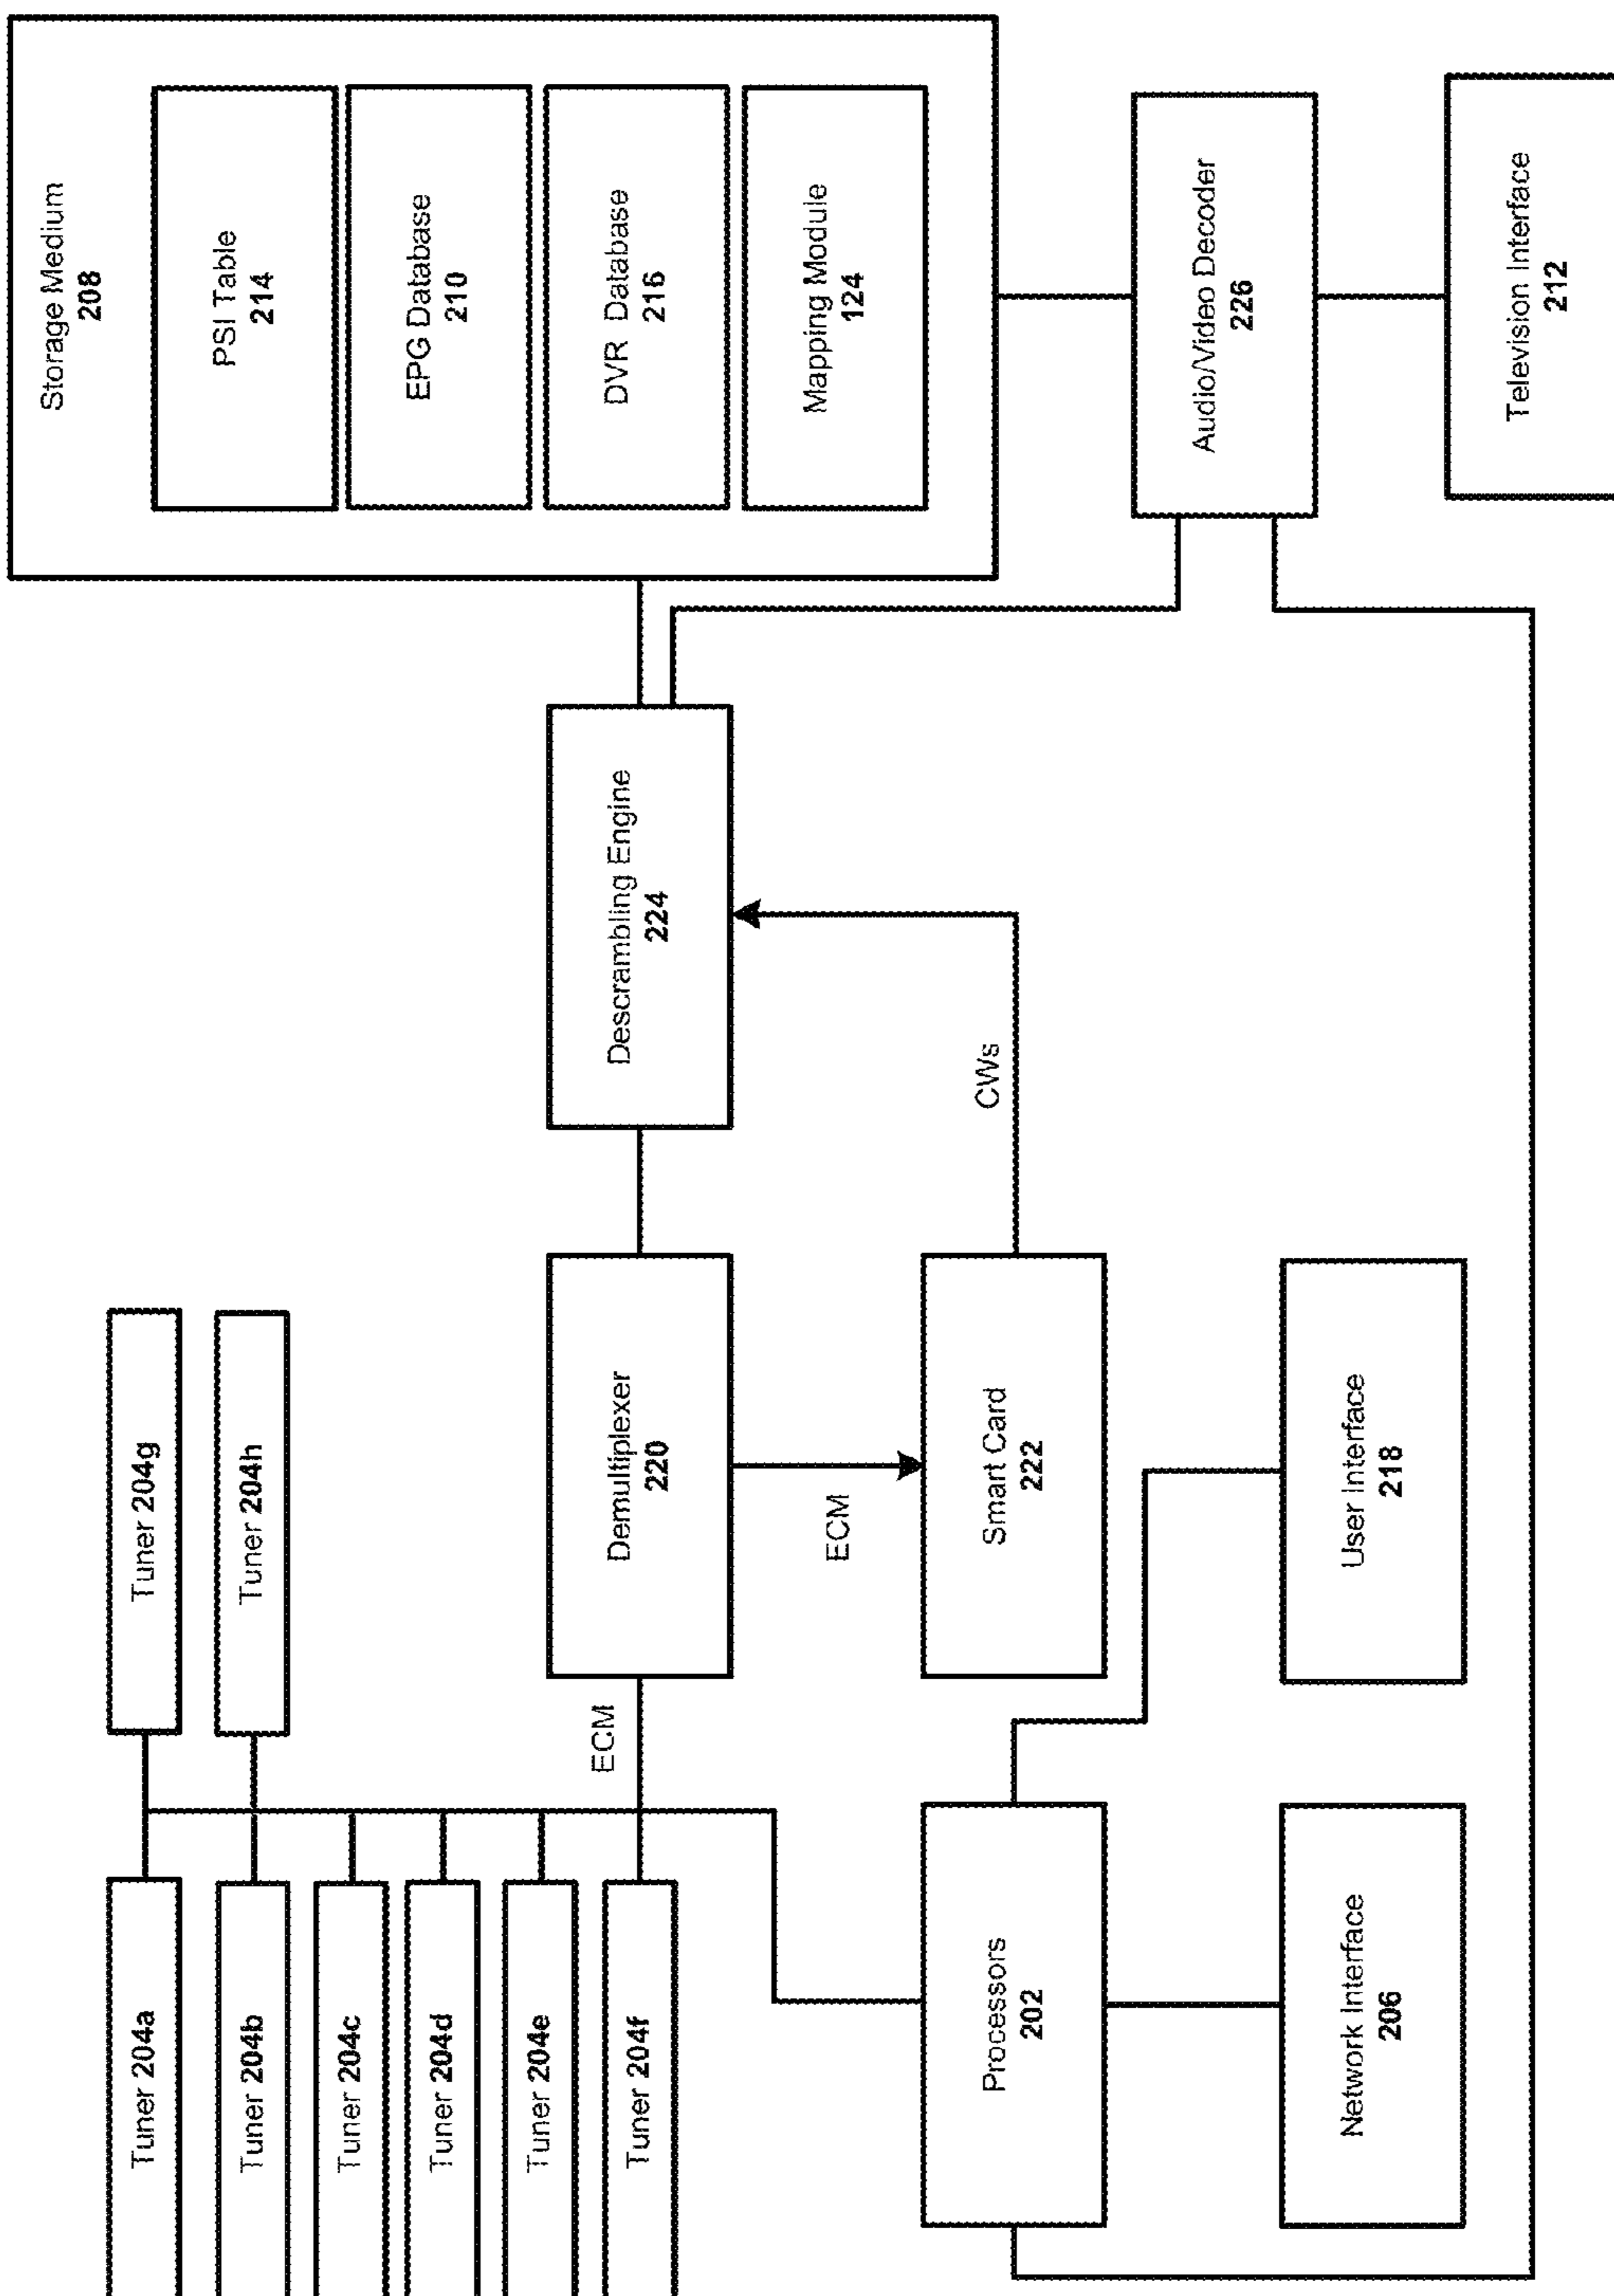 Tuner 204a
Tuner 204b
Tuner 204c
Tuner 204d
Tuner 204e
Tuner 204f
Tuner 204g
Tuner 204h
ECM
Demultiplexer
220
ECM
Smart Card
222
CWs
Descrambling Engine
224
Storage Medium
208
PSI Table
214
EPG Database
210
DVR Database
216
Mapping Module
124
Processors
202
Network Interface
206
User Interface
218
Audio/Video Decoder
226
Television Interface
212